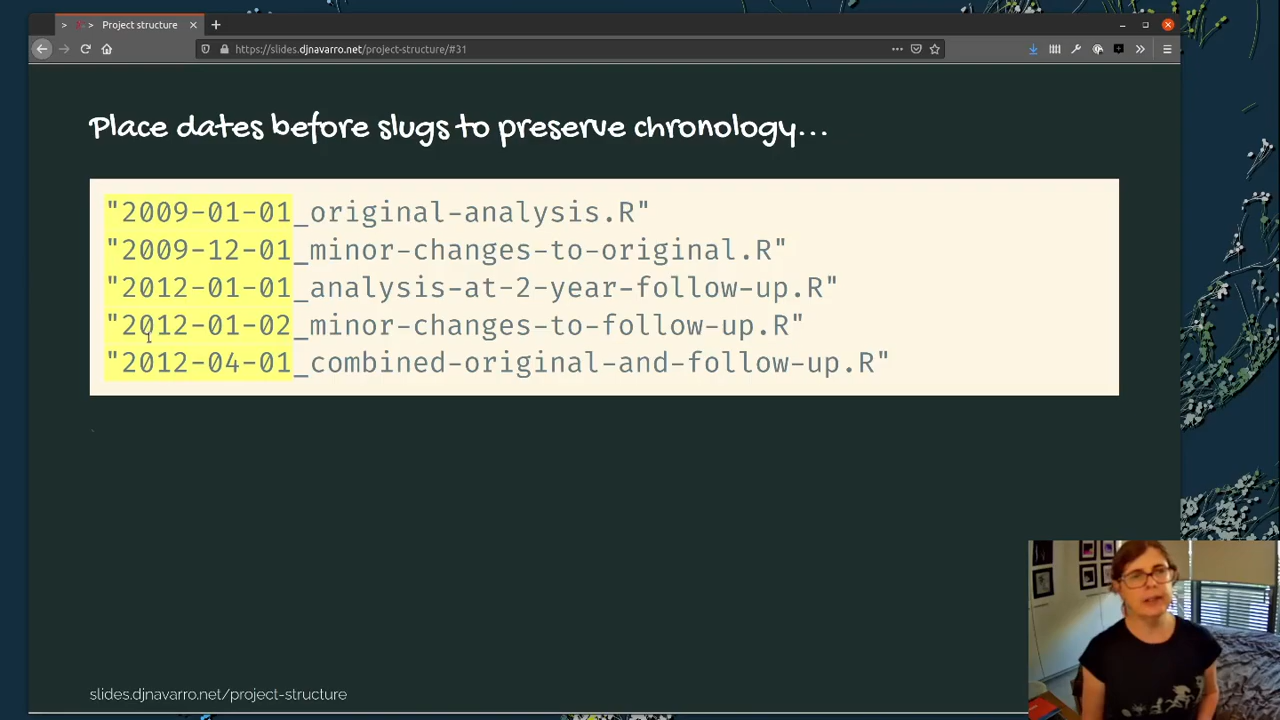 Project structure
https://slides.djnavarro.net/project-structure/#31
Place dates before slugs to preserve chronology...
"2009-01-01_original-analysis.R"
"2009-12-01_minor-changes-to-original.R"
"2012-01-01_analysis-at-2-year-follow-up.R"
"2012-01-02_minor-changes-to-follow-up.R"
"2012-04-01_combined-original-and-follow-up.R"
slides.djnavarro.net/project-structure